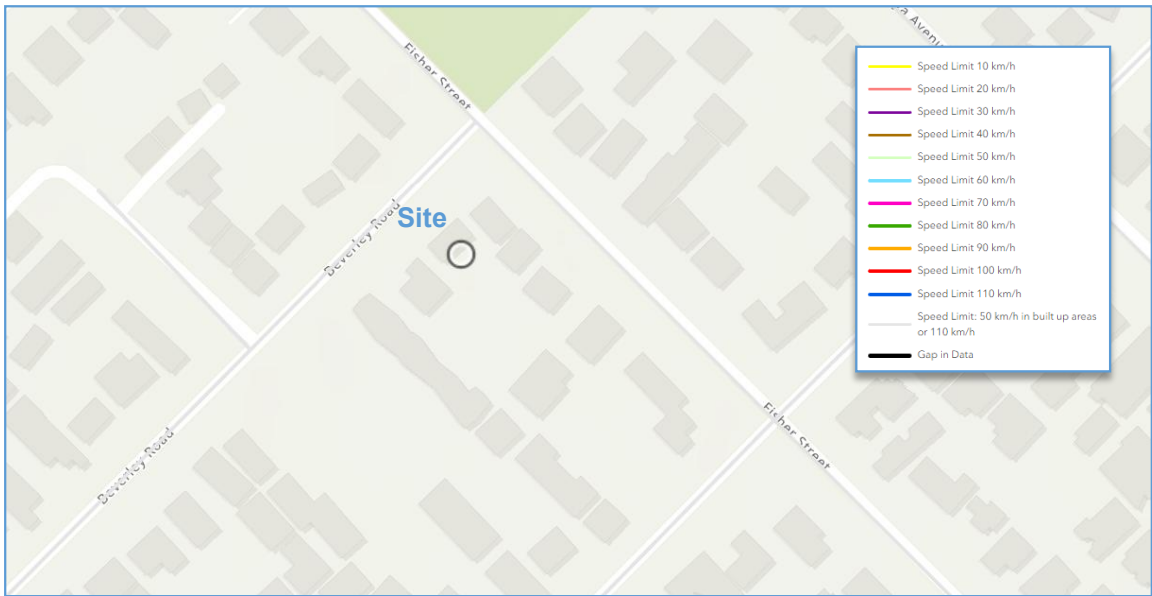 a Avenu
Fisher Street
Speed Limit 10 km/h
Speed Limit 20 km/h
Speed Limit 30 km/h
Speed Limit 40 km/h
Speed Limit 50 km/h
Speed Limit 60 km/h
Speed Limit 70 km/h
Speed Limit 80 km/h
Speed Limit 90 km/h
Speed Limit 100 km/h
Speed Limit 110 km/h
Speed Limit: 50 km/h in built up areas
or 110 km/h
Gap in Data
Site
Beverley Road
Fisher Street
Beverley Road